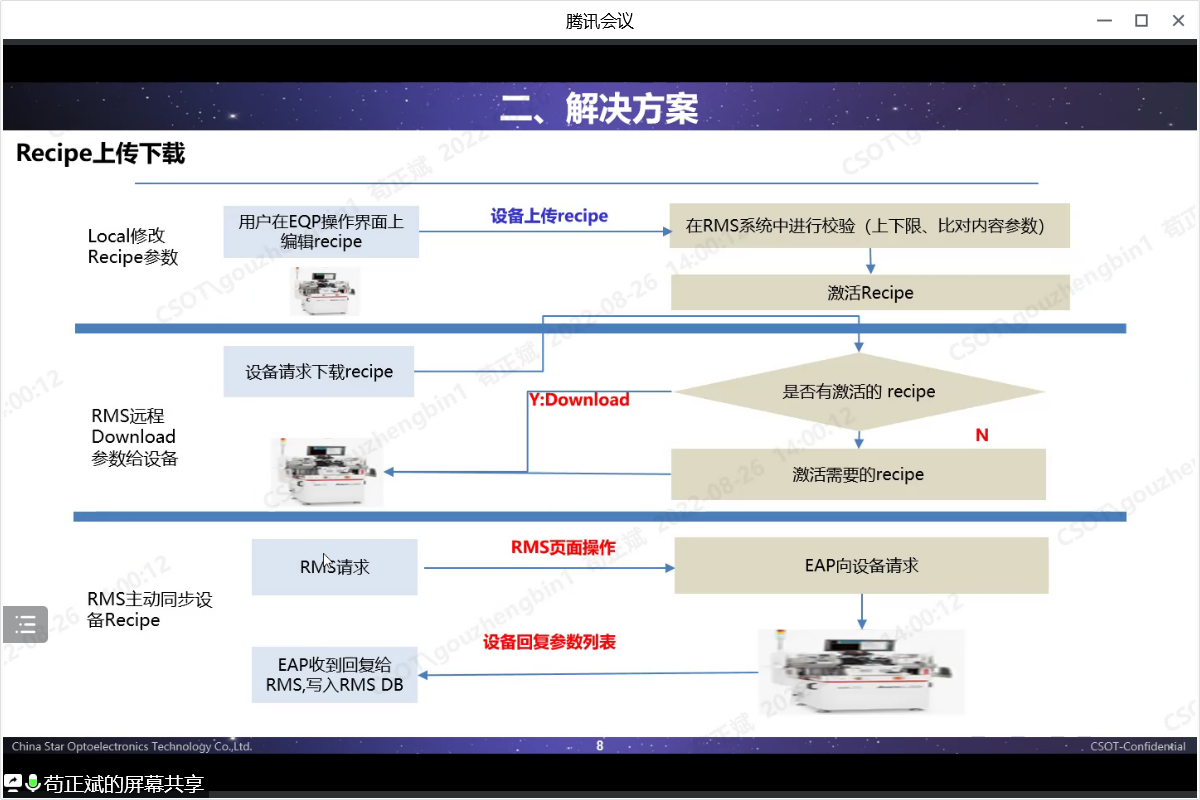 腾讯会议
二、解决方案
Recipe上传下载
Local修改
Recipe参数
用户在EQP操作界面上
编辑recipe
设备上传recipe
在RMS系统中进行校验（上下限、比对内容参数）
激活Recipe
RMS远程
Download
参数给设备
设备请求下载recipe
Y:Download
是否有激活的 recipe
N
激活需要的recipe
RMS主动同步设
备Recipe
RMS请求
RMS页面操作
EAP向设备请求
设备回复参数列表
EAP收到回复给
RMS,写入RMS DB
CSOT\gouzhengbin1 苟正斌 2022-08-26 14:00:12
China Star Optoelectronics Technology Co.,Ltd.
8
CSOT-Confidential
苟正斌的屏幕共享